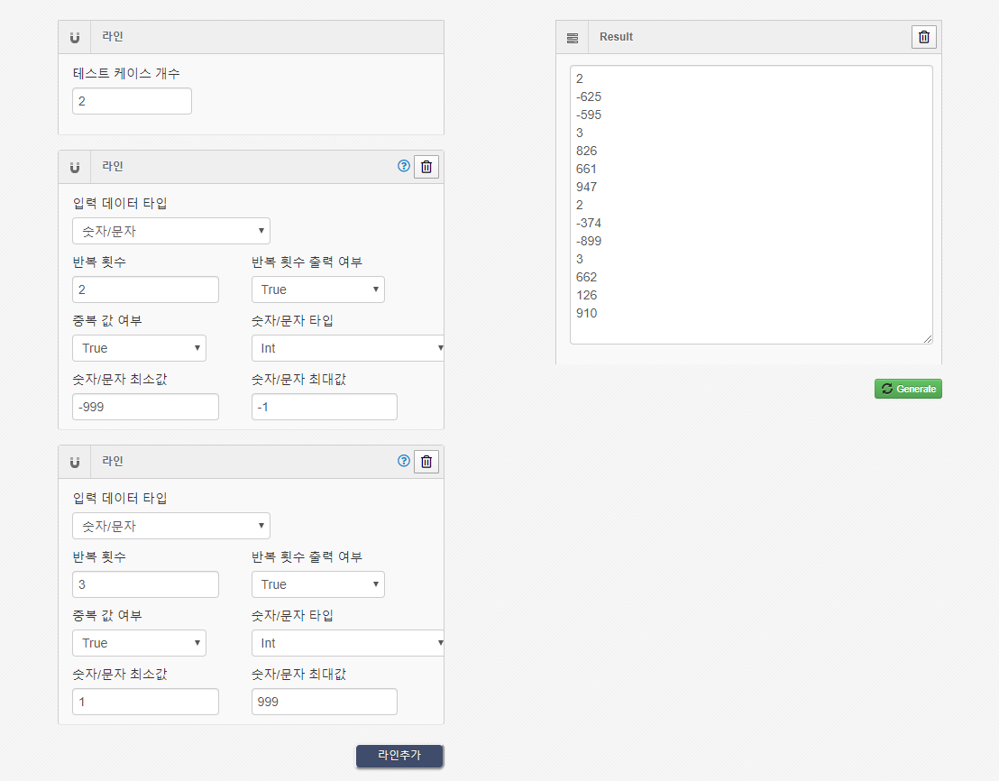 라인
테스트 케이스 개수
2
라인
입력 데이터 타입
숫자/문자
반복 횟수 반복 횟수 출력 여부
2 True
중복 값 여부 숫자/문자 타입
True Int
숫자/문자 최소값 숫자/문자 최대값
-999 -1
라인
입력 데이터 타입
숫자/문자
반복 횟수 반복 횟수 출력 여부
3 True
중복 값 여부 숫자/문자 타입
True Int
숫자/문자 최소값 숫자/문자 최대값
1 999
라인추가
Result
2
-625
-595
3
826
661
947
2
-374
-899
3
662
126
910
Generate